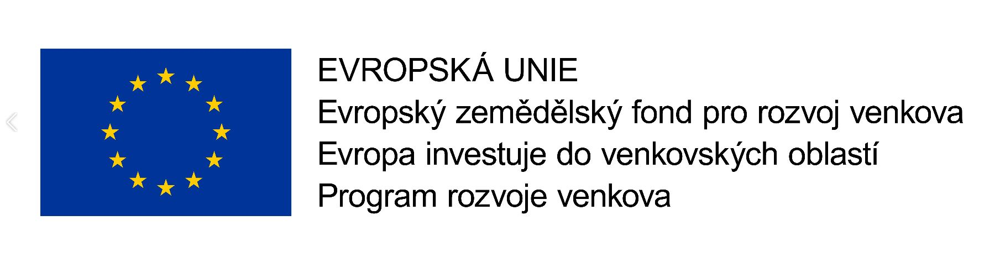 EVROPSKÁ UNIE
Evropský zemědělský fond pro rozvoj venkova
Evropa investuje do venkovských oblastí
Program rozvoje venkova